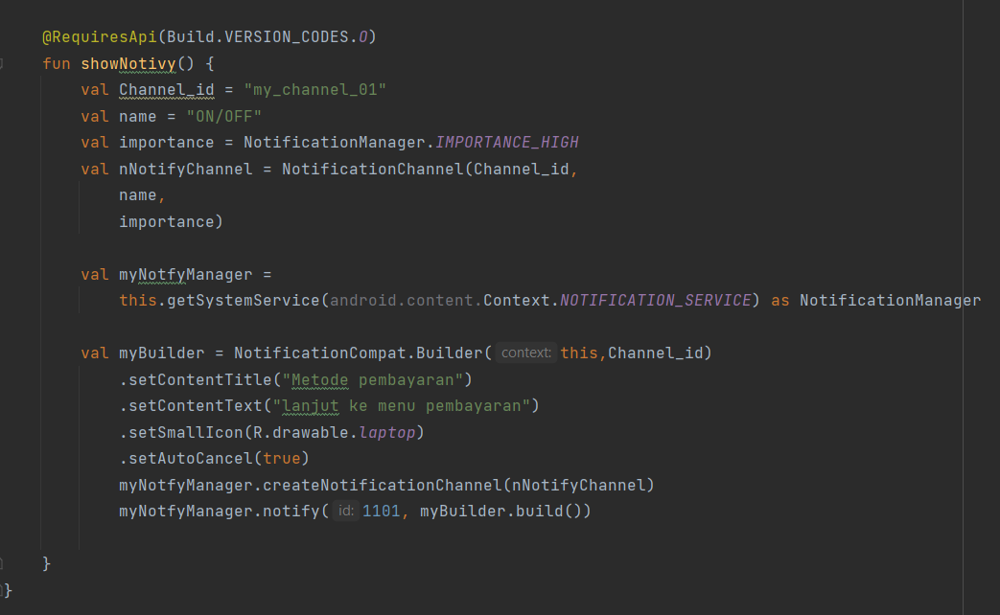 @RequiresApi(Build.VERSION_CODES.O)
fun showNotivy() {
val Channel_id = "my_channel_01"
val name = "ON/OFF"
val importance = NotificationManager.IMPORTANCE_HIGH
val nNotifyChannel = NotificationChannel(Channel_id,
name,
importance)
val myNotfyManager =
this.getSystemService(android.content.Context.NOTIFICATION_SERVICE) as NotificationManager
val myBuilder = NotificationCompat.Builder( context: this,Channel_id)
.setContentTitle("Metode pembayaran")
.setContentText("lanjut ke menu pembayaran")
.setSmallIcon(R.drawable.laptop)
.setAutoCancel(true)
myNotfyManager.createNotificationChannel(nNotifyChannel)
myNotfyManager.notify( id: 1101, myBuilder.build())
}
}